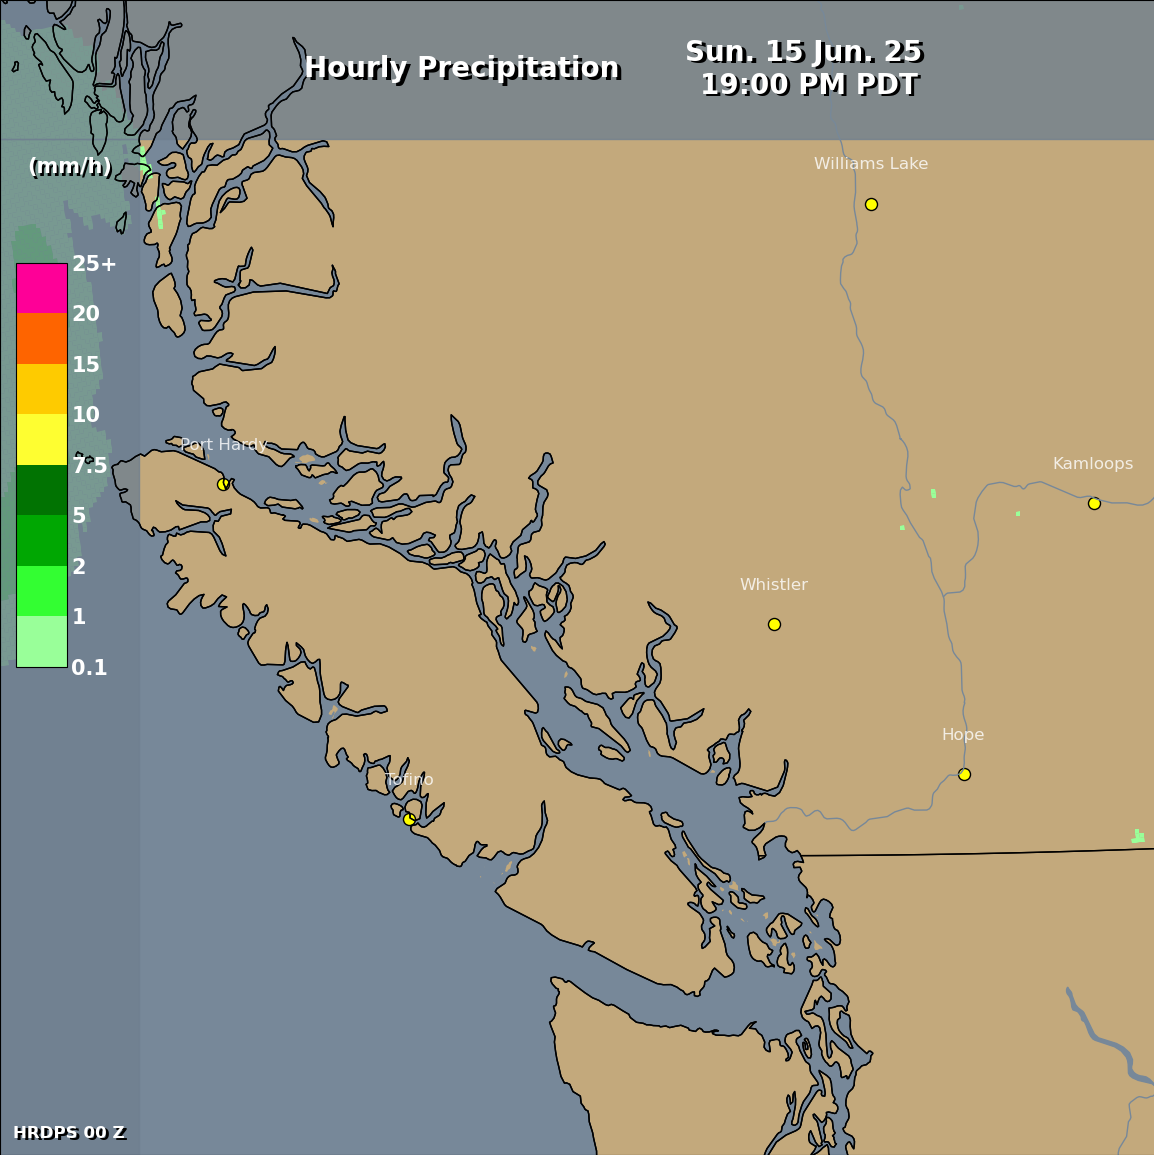 Hourly Precipitation
Sun. 15 Jun. 25
19:00 PM PDT
(mm/h)
Williams Lake
25+
20
15
10
7.5
5
2
1
0.1
Port Hardy
Kamloops
Whistler
Hope
Tofino
HRDPS 00 Z